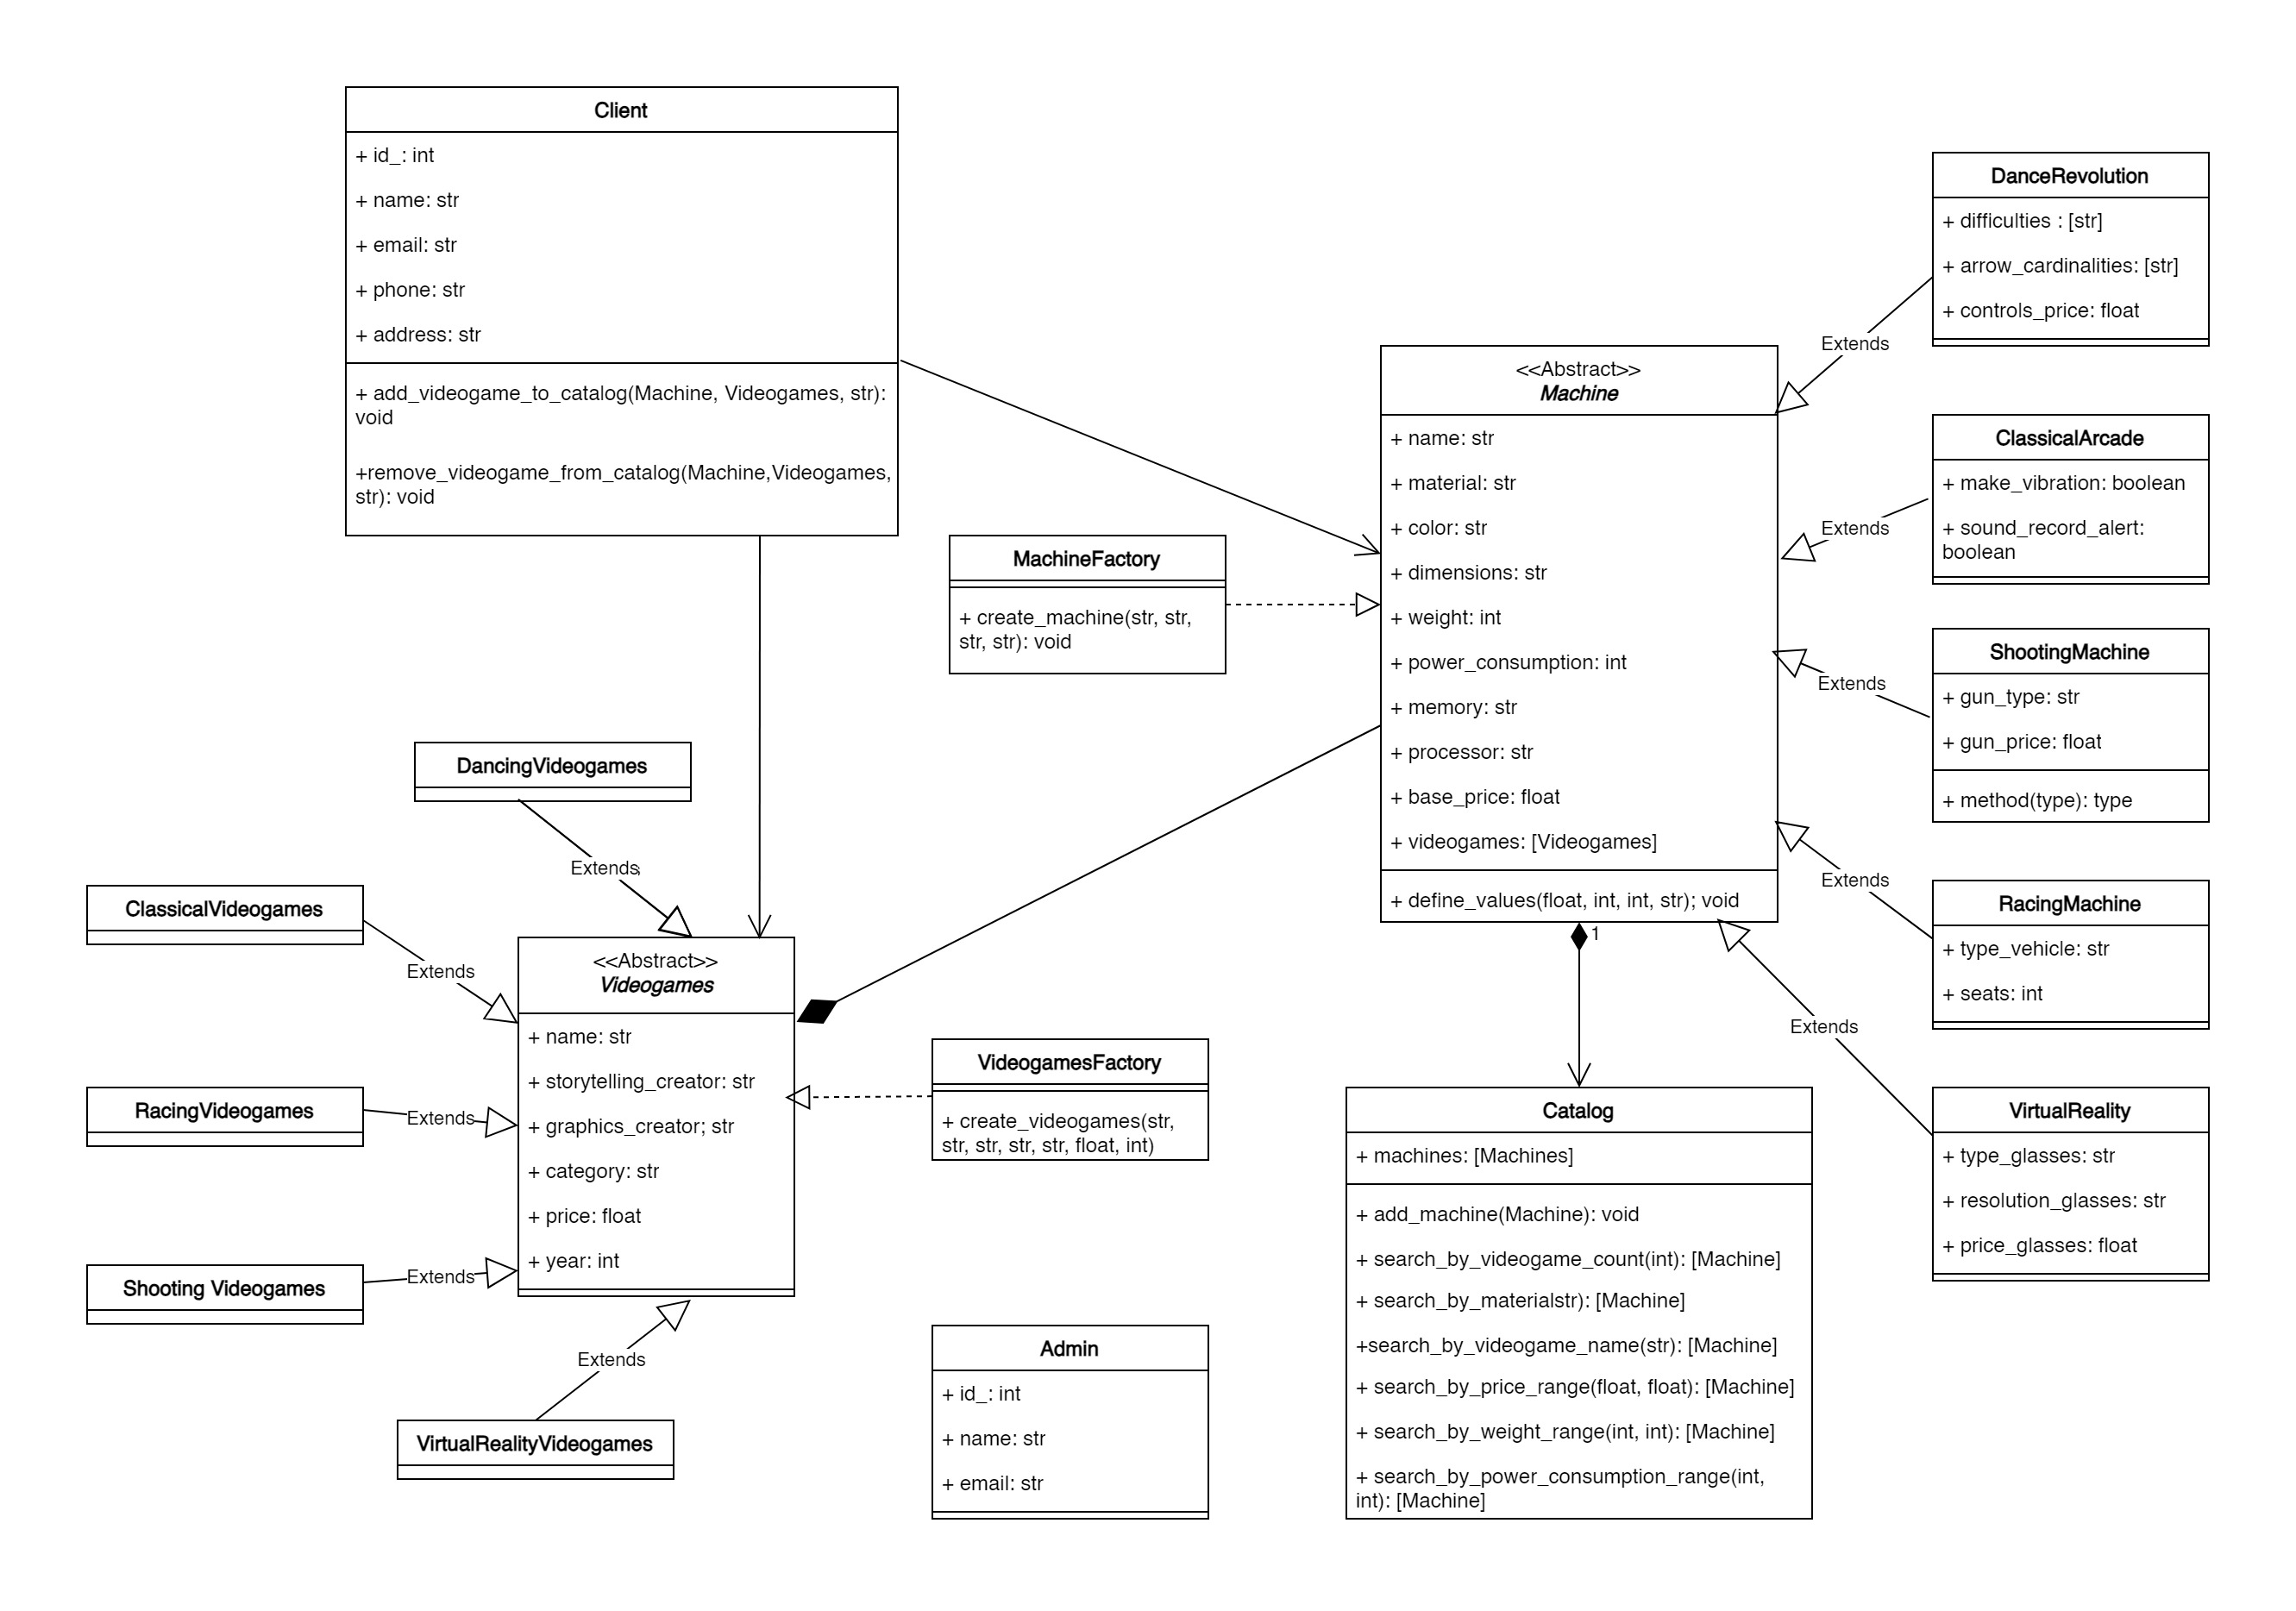 Client
+ id_: int
+ name: str
+ email: str
+ phone: str
+ address: str
+ add_videogame_to_catalog(Machine, Videogames, str):
void
+remove_videogame_from_catalog(Machine,Videogames,
str): void
DanceRevolution
+ difficulties : [str]
+ arrow_cardinalities: [str]
+ controls_price: float
Extends
<<Abstract>>
Machine
+ name: str
+ material: str
+ color: str
+ dimensions: str
+ weight: int
+ power_consumption: int
+ memory: str
+ processor: str
+ base_price: float
+ videogames: [Videogames]
+ define_values(float, int, int, str); void
1
ClassicalArcade
+ make_vibration: boolean
+ sound_record_alert:
boolean
Extends
MachineFactory
+ create_machine(str, str,
str, str): void
ShootingMachine
+ gun_type: str
+ gun_price: float
+ method(type): type
Extends
RacingMachine
+ type_vehicle: str
+ seats: int
Extends
VirtualReality
+ type_glasses: str
+ resolution_glasses: str
+ price_glasses: float
Extends
DancingVideogames
Extends
ClassicalVideogames
Extends
<<Abstract>>
Videogames
+ name: str
+ storytelling_creator: str
+ graphics_creator; str
+ category: str
+ price: float
+ year: int
RacingVideogames
Extends
Shooting Videogames
Extends
VirtualRealityVideogames
Extends
VideogamesFactory
+ create_videogames(str,
str, str, str, str, float, int)
Admin
+ id_: int
+ name: str
+ email: str
Catalog
+ machines: [Machines]
+ add_machine(Machine): void
+ search_by_videogame_count(int): [Machine]
+ search_by_materialstr): [Machine]
+search_by_videogame_name(str): [Machine]
+ search_by_price_range(float, float): [Machine]
+ search_by_weight_range(int, int): [Machine]
+ search_by_power_consumption_range(int,
int): [Machine]